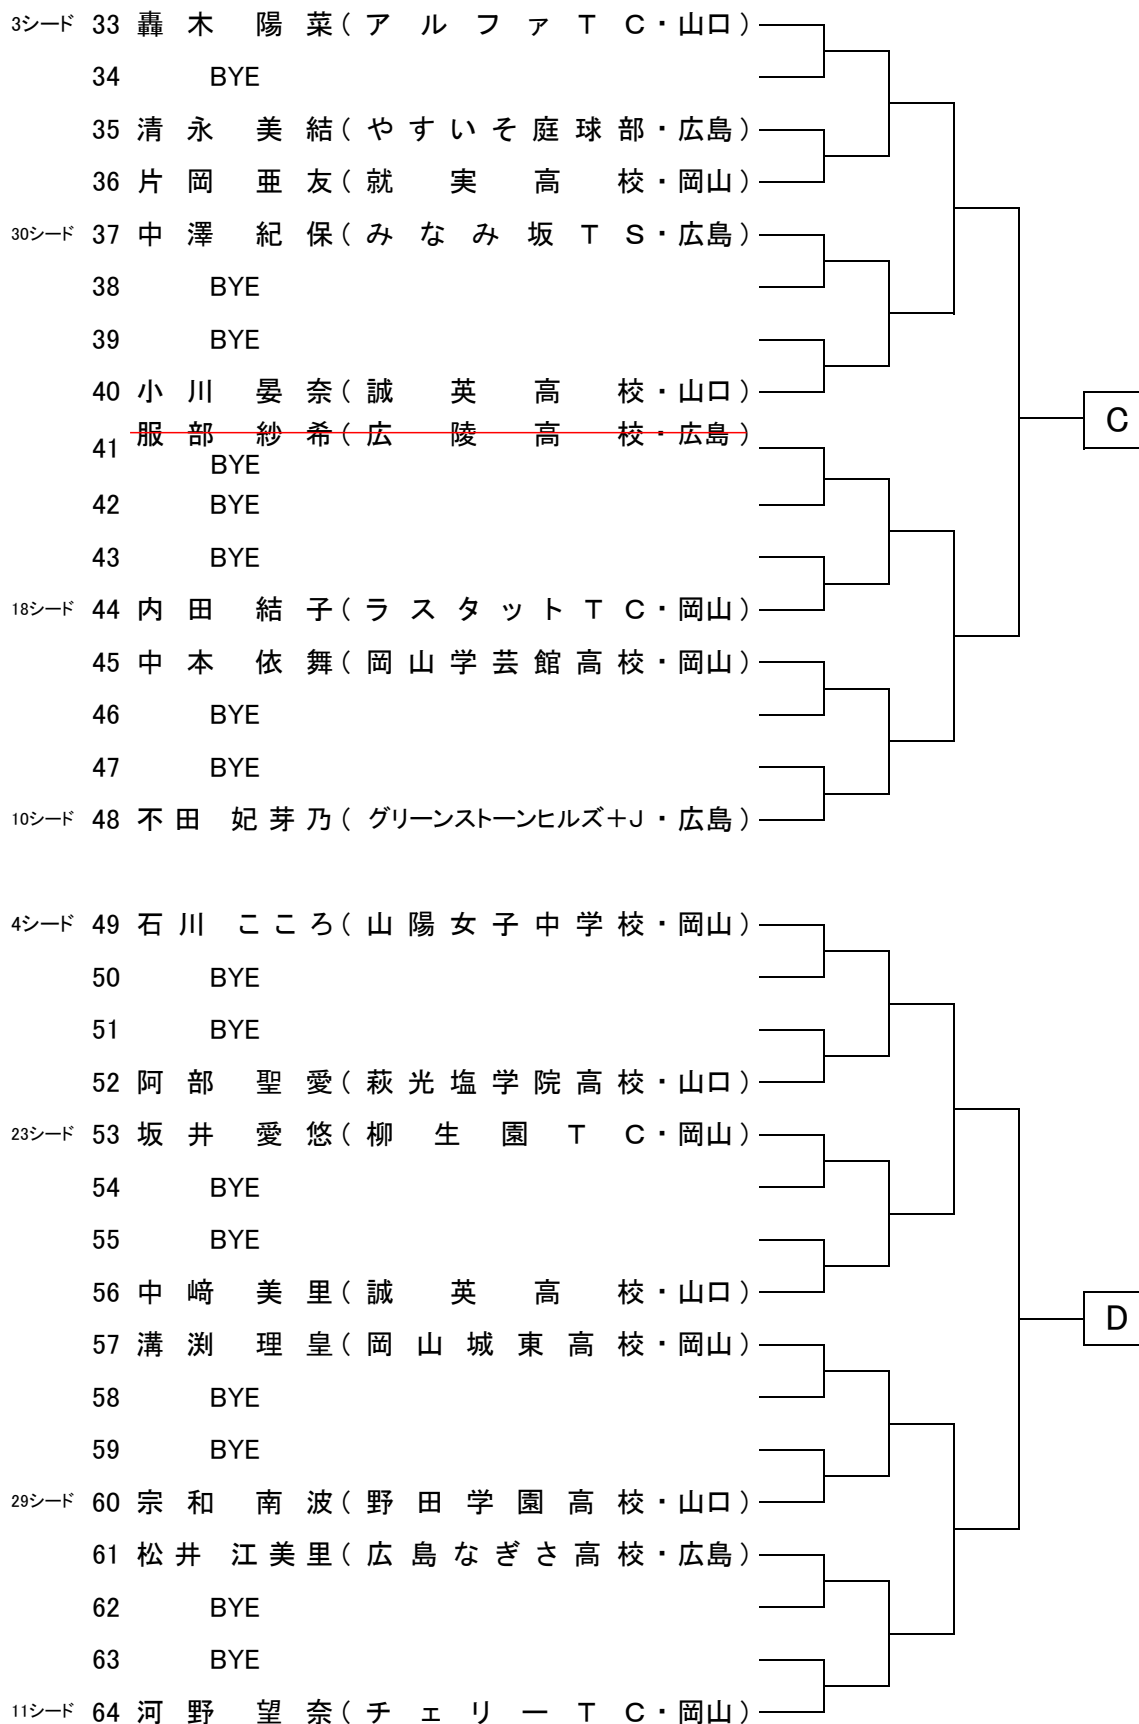 3シード 33 轟木 陽菜(アルファTC・山口)
34 BYE
35 清永 美結(やすいそ庭球部・広島)
36 片岡 亜友(就実高校・岡山)
30シード 37 中澤 紀保(みなみ坂TS・広島)
38 BYE
39 BYE
40 小川 晏奈(誠英高校・山口)
41 服部 紗希(広陵高校・広島)
BYE
C
42 BYE
43 BYE
18シード 44 内田 結子(ラスタットTC・岡山)
45 中本 依舞(岡山学芸館高校・岡山)
46 BYE
47 BYE
10シード 48 不田 妃芽乃(グリーンストーンヒルズ+J・広島)
4シード 49 石川 こころ(山陽女子中学校・岡山)
50 BYE
51 BYE
52 阿部 聖愛(萩光塩学院高校・山口)
23シード 53 坂井 愛悠(柳生園TC・岡山)
54 BYE
55 BYE
56 中﨑 美里(誠英高校・山口)
D
57 溝渕 理皇(岡山城東高校・岡山)
58 BYE
59 BYE
29シード 60 宗和 南波(野田学園高校・山口)
61 松井 江美里(広島なぎさ高校・広島)
62 BYE
63 BYE
11シード 64 河野 望奈(チェリーTC・岡山)